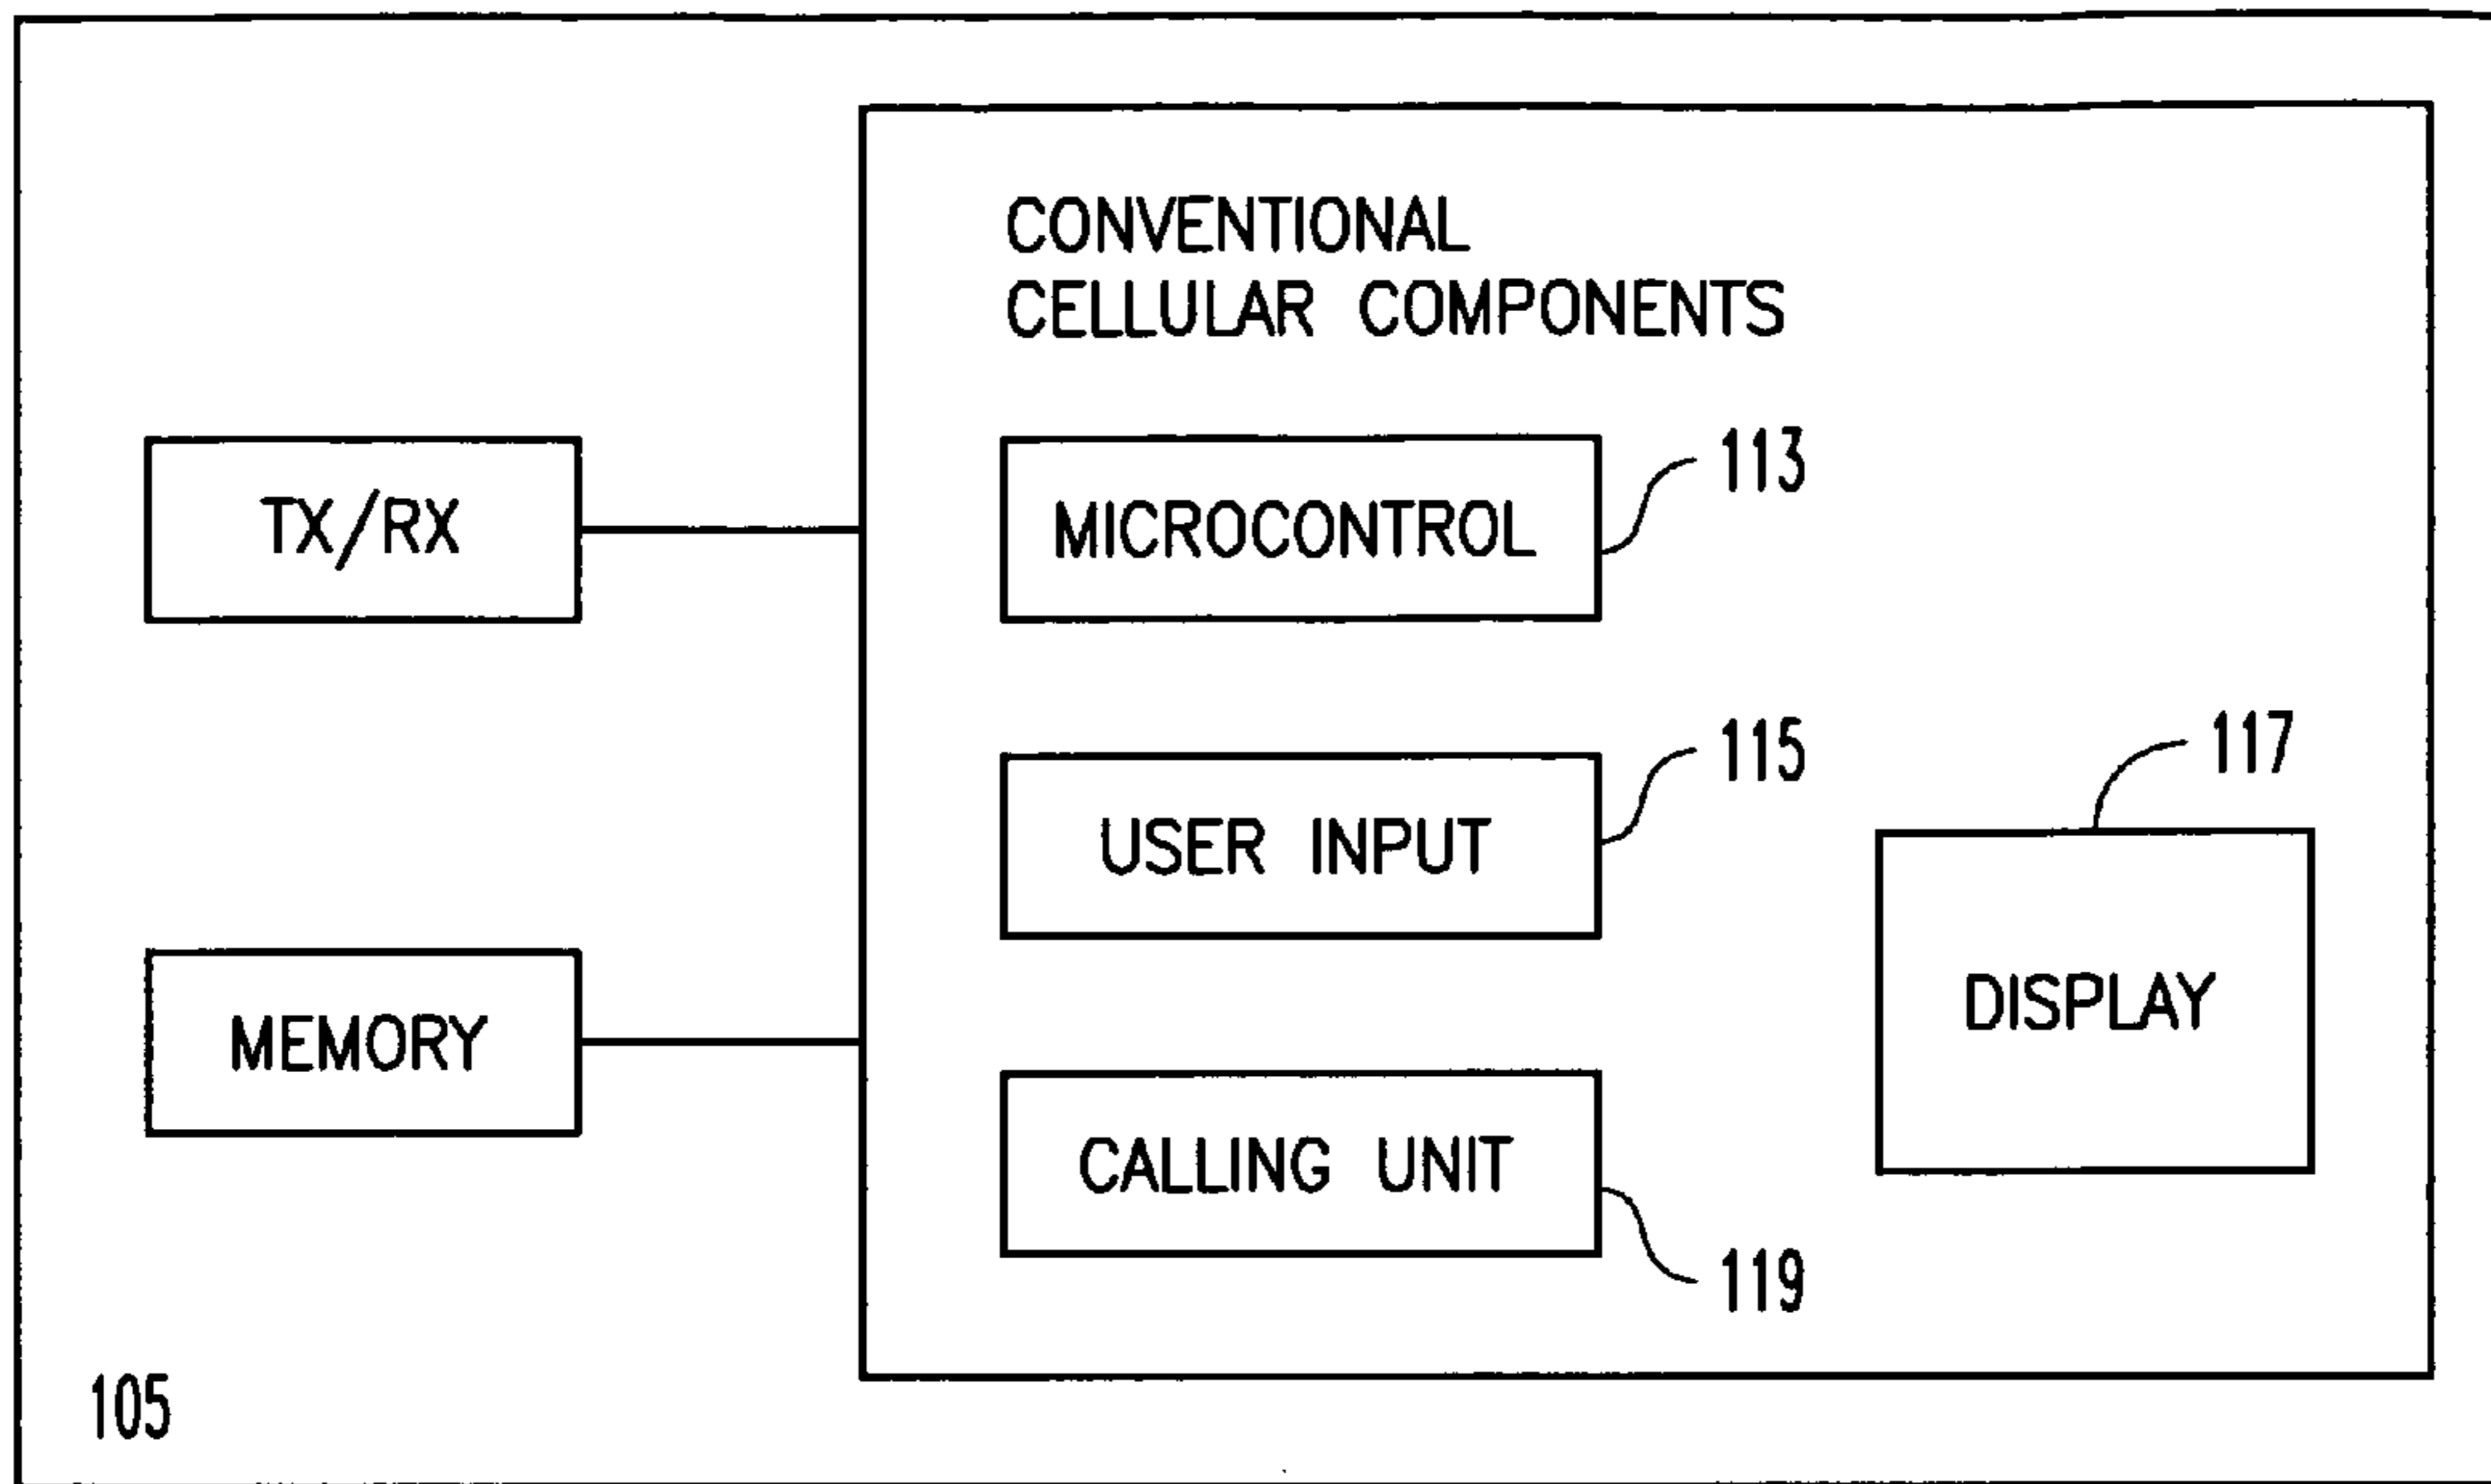 CONVENTIONAL
CELLULAR COMPONENTS
TX/RX
MICROCONTROL
113
USER INPUT
115
117
MEMORY
DISPLAY
CALLING UNIT
119
105